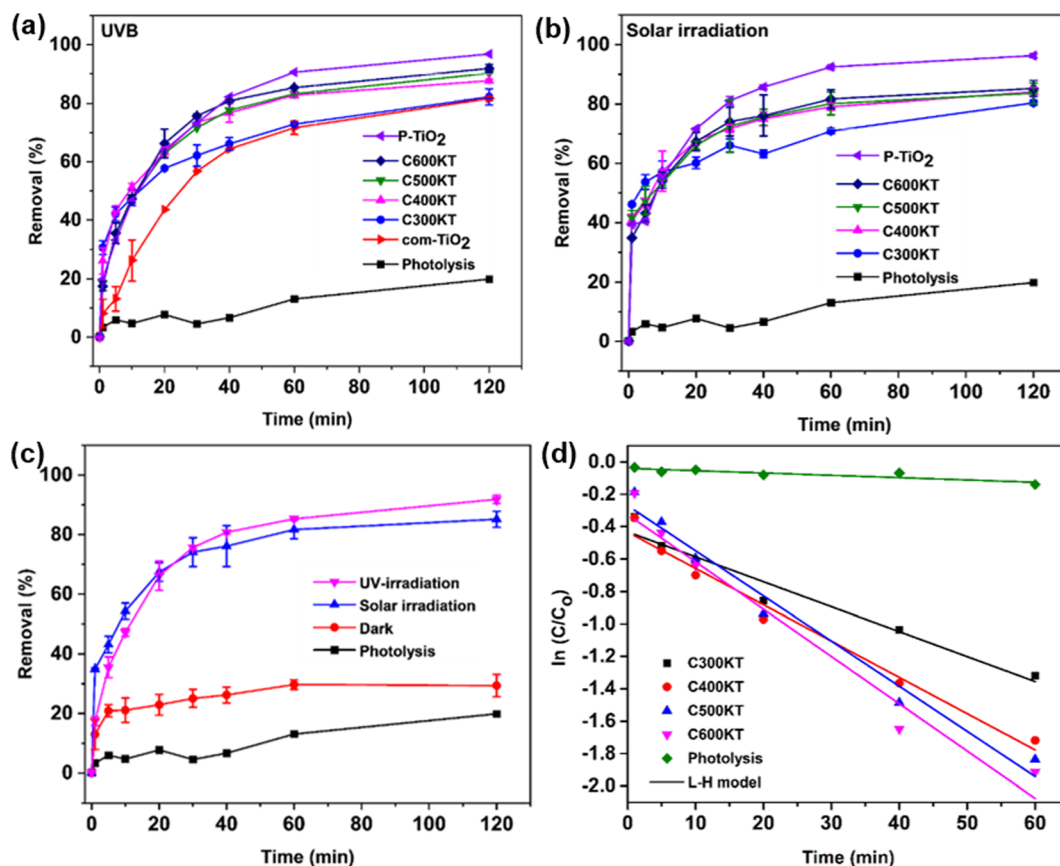 (a)
UVB
Removal (%)
100
80
60
40
20
0
P-TiO₂
C600KT
C500KT
C400KT
C300KT
com-TiO₂
Photolysis
0 20 40 60 80 100 120
Time (min)
(b)
Solar irradiation
Removal (%)
100
80
60
40
20
0
P-TiO₂
C600KT
C500KT
C400KT
C300KT
Photolysis
0 20 40 60 80 100 120
Time (min)
(c)
Removal (%)
100
80
60
40
20
0
UV-irradiation
Solar irradiation
Dark
Photolysis
0 20 40 60 80 100 120
Time (min)
(d)
ln (C/Cₒ)
0.0
-0.2
-0.4
-0.6
-0.8
-1.0
-1.2
-1.4
-1.6
-1.8
-2.0
C300KT
C400KT
C500KT
C600KT
Photolysis
L-H model
0 10 20 30 40 50 60
Time (min)